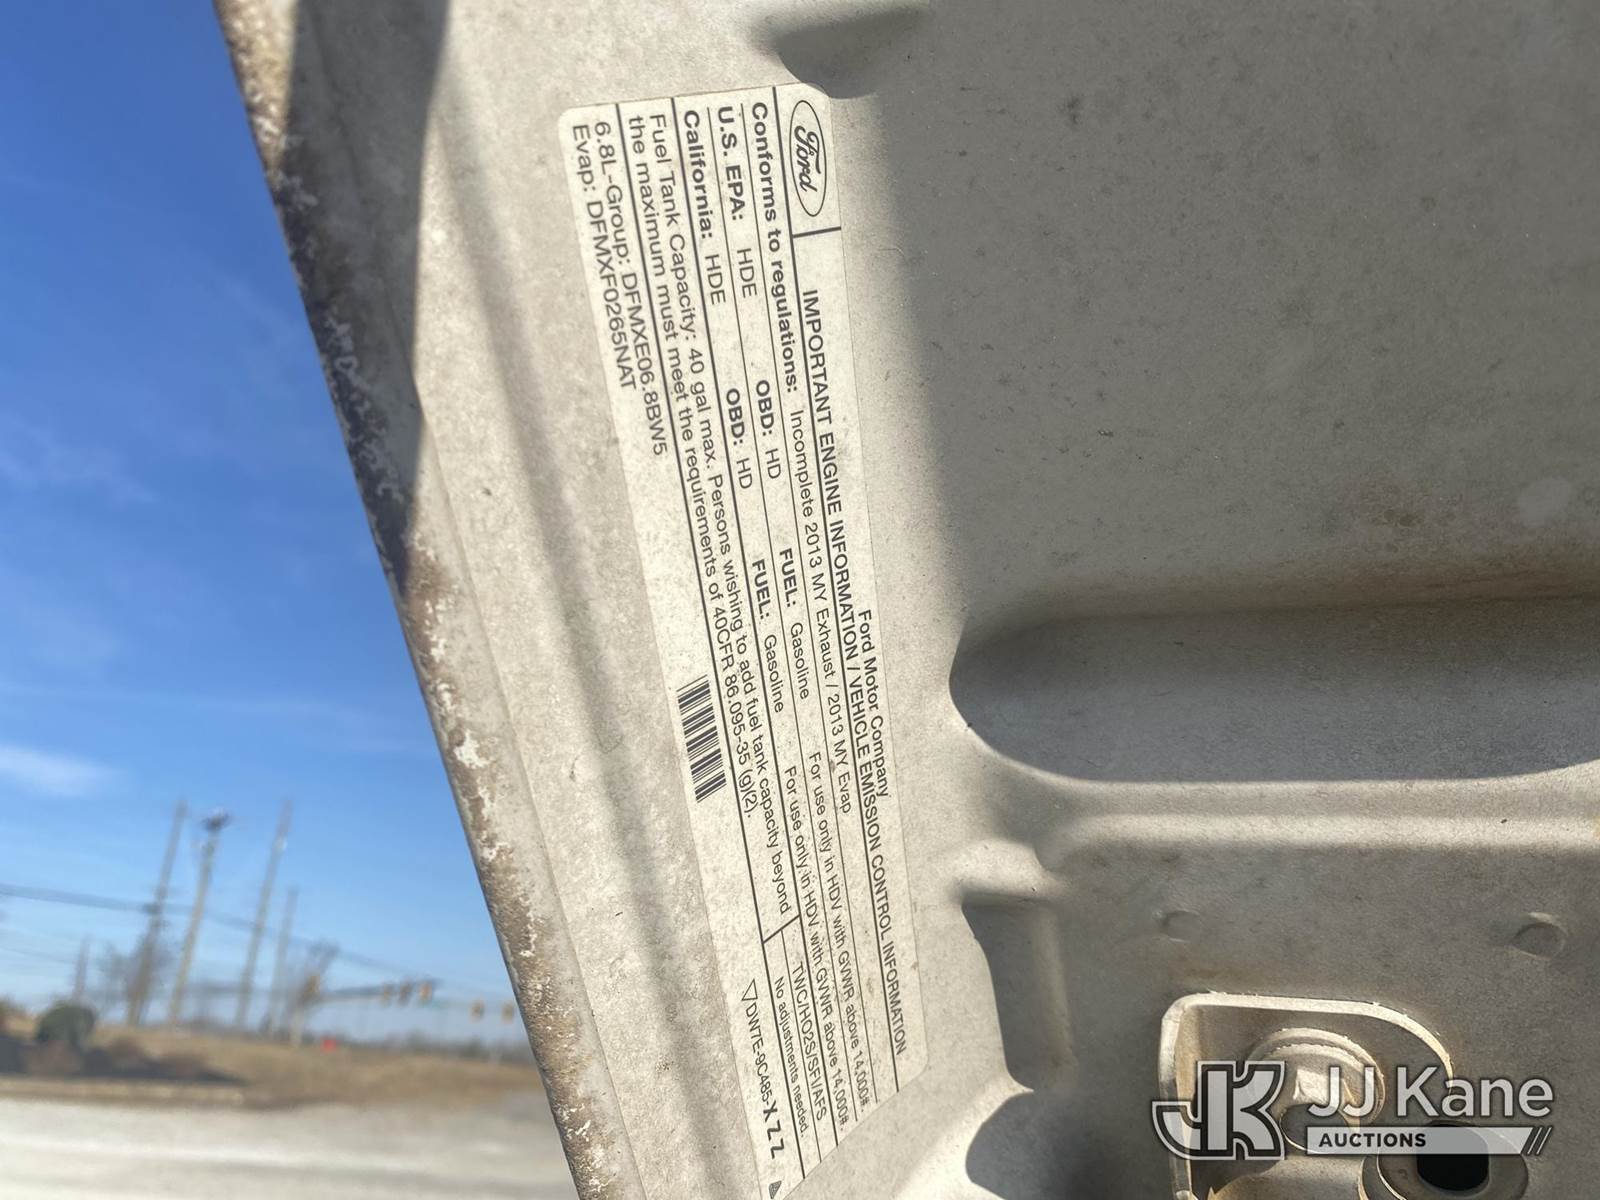 Ford
Ford Motor Company
IMPORTANT ENGINE INFORMATION / VEHICLE EMISSION CONTROL INFORMATION
Conforms to regulations: Incomplete 2013 MY Exhaust / 2013 MY Evap
U.S. EPA: HDE OBD: HD FUEL: Gasoline For use only in HDV with GVWR above 14,000#.
California: HDE OBD: HD FUEL: Gasoline For use only in HDV with GVWR above 14,000#.
Fuel Tank Capacity: 40 gal max. Persons wishing to add fuel tank capacity beyond
the maximum must meet the requirements of 40CFR 86.095-35 (g)(2).
TWC/HO2S/SFI/AFS
No adjustments needed.
6.8L-Group: DFMXE06.8BW5
Evap: DFMXF0265NAT
DW7E-9C485-XZZ
JK JJ Kane
AUCTIONS